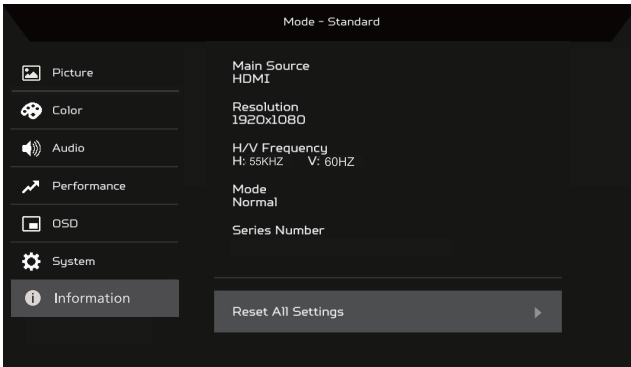 Mode - Standard
Picture
Color
Audio
Performance
OSD
System
Information
Main Source
HDMI
Resolution
1920x1080
H/V Frequency
H: 55KHZ V: 60HZ
Mode
Normal
Series Number
Reset All Settings